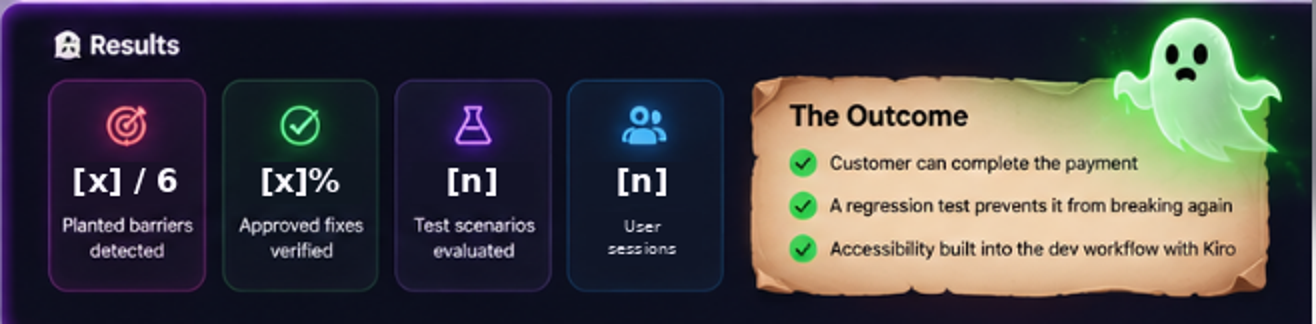 Results
[x] / 6
Planted barriers
detected
[x]%
Approved fixes
verified
[n]
Test scenarios
evaluated
[n]
User
sessions
The Outcome
Customer can complete the payment
A regression test prevents it from breaking again
Accessibility built into the dev workflow with Kiro